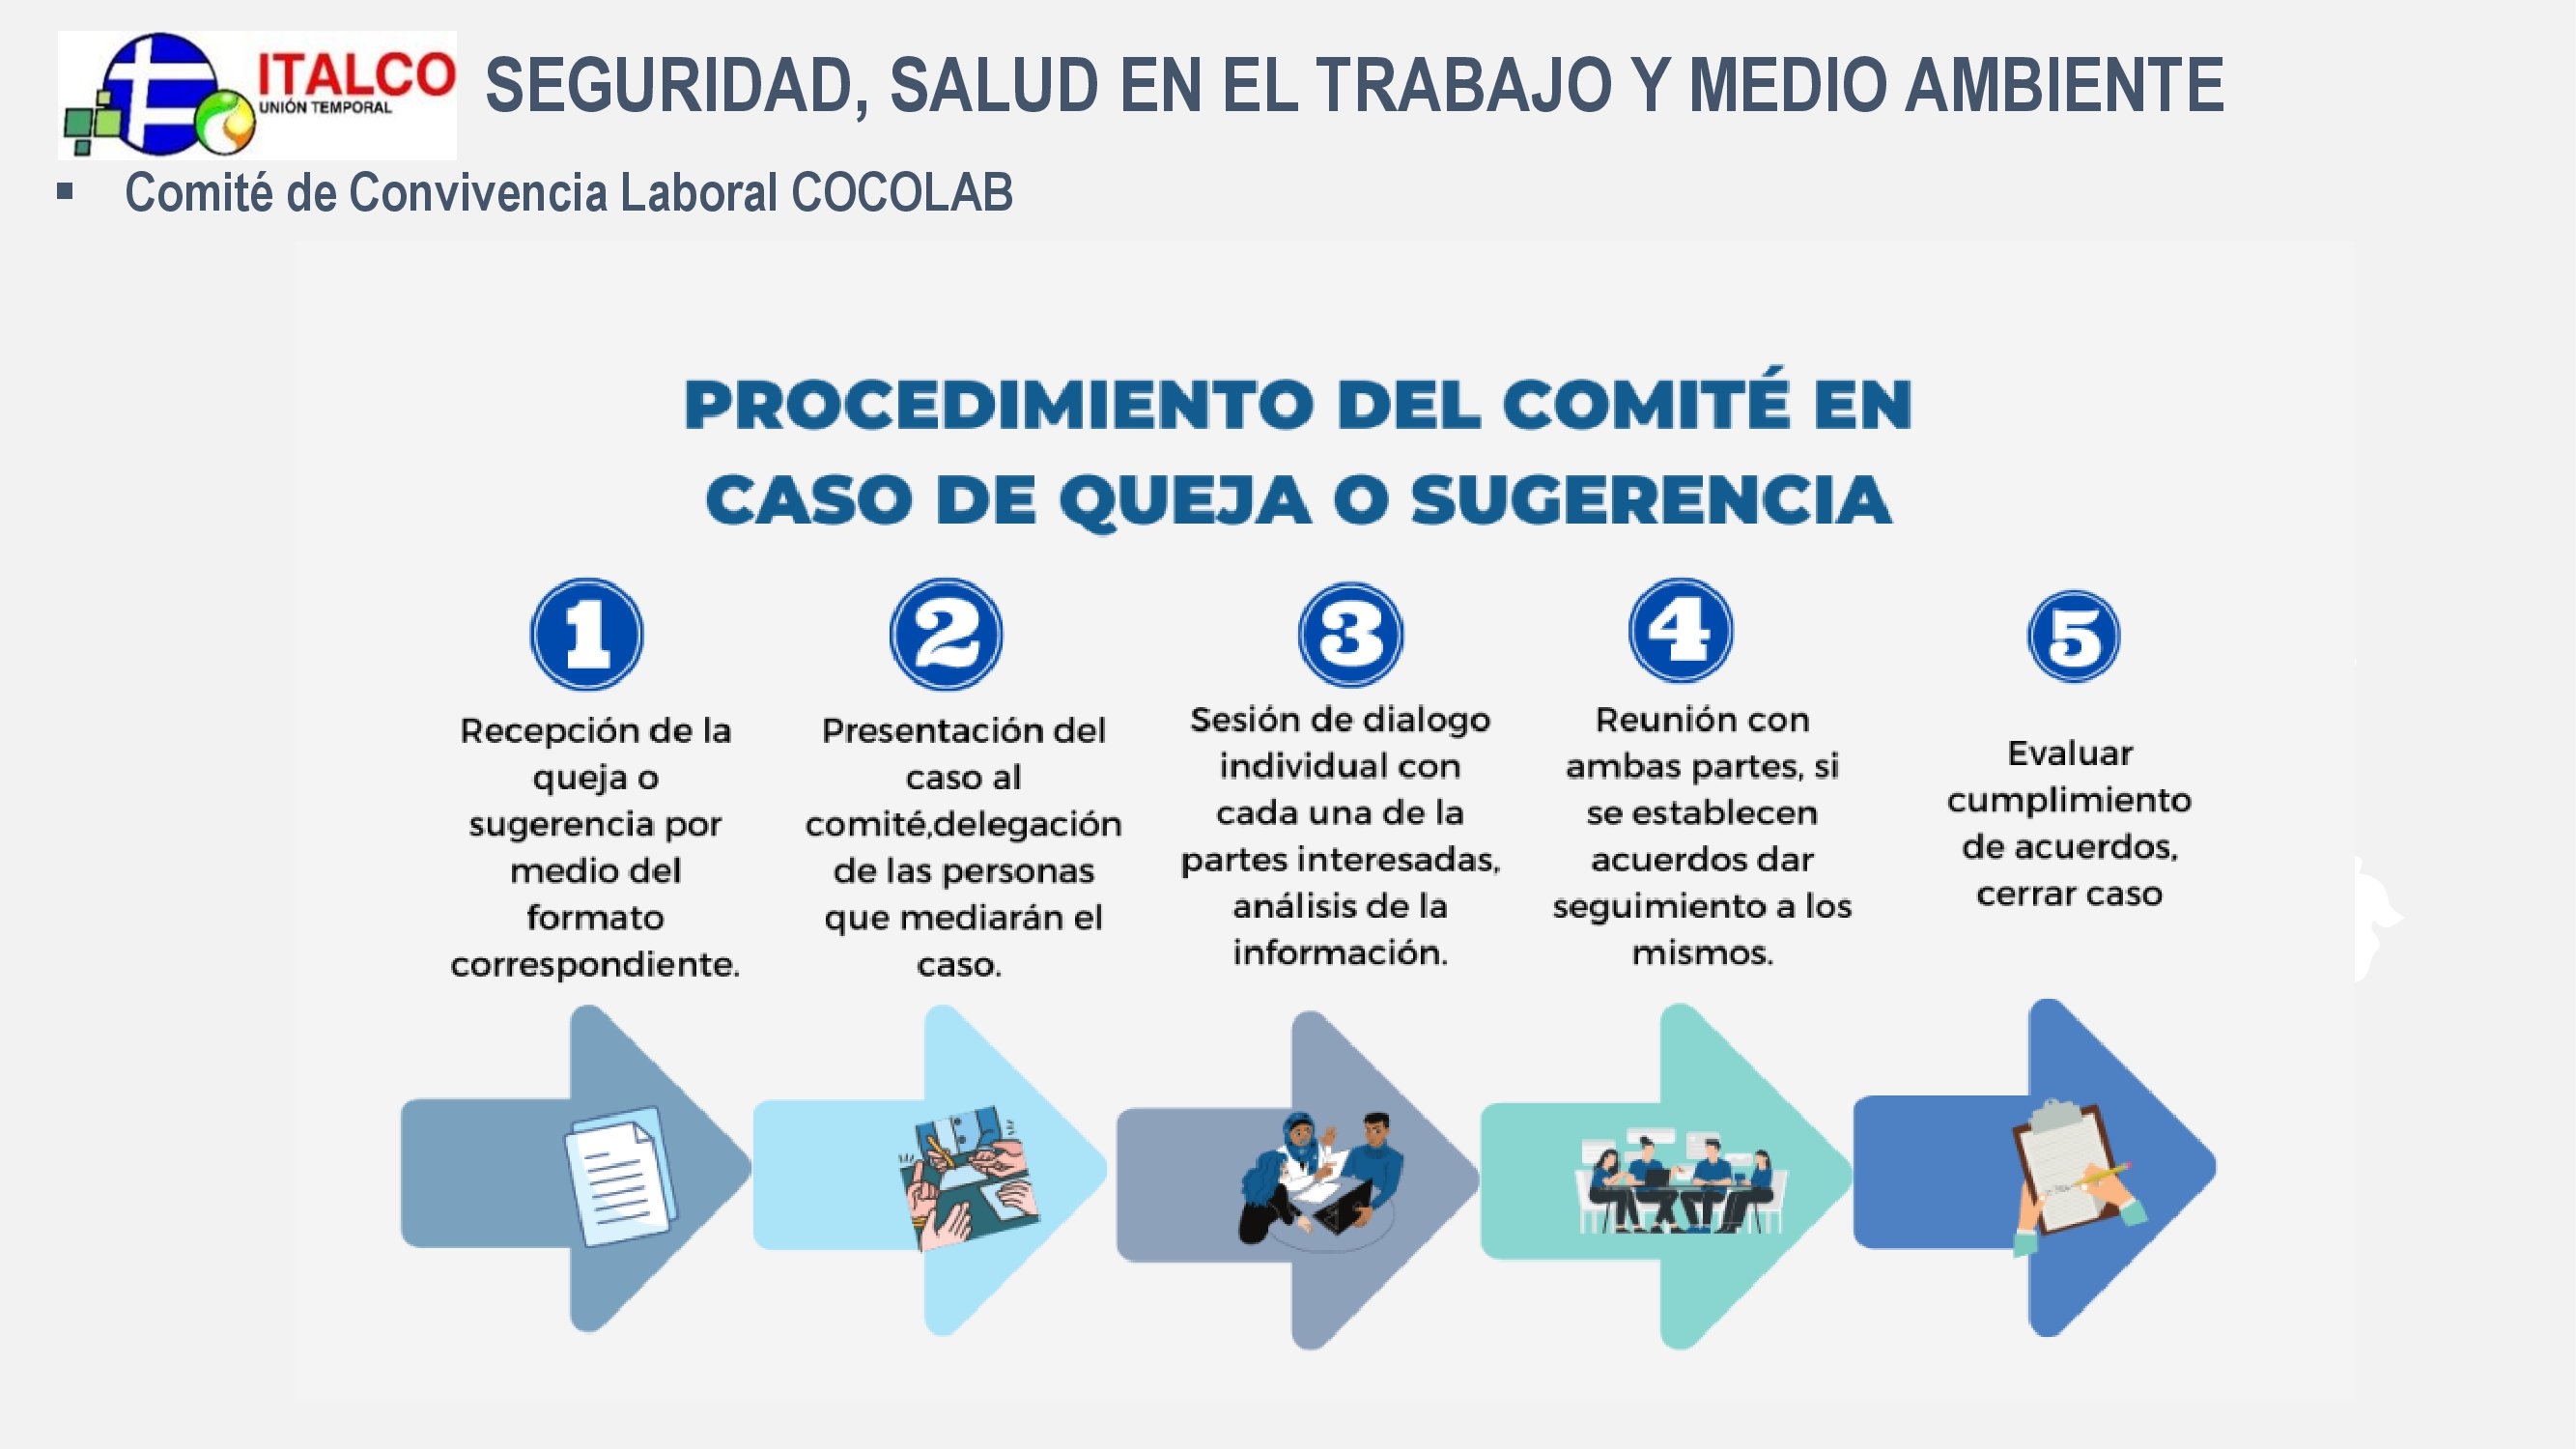 ITALCO
UNIÓN TEMPORAL
SEGURIDAD, SALUD EN EL TRABAJO Y MEDIO AMBIENTE
▪ Comité de Convivencia Laboral COCOLAB
PROCEDIMIENTO DEL COMITÉ EN
CASO DE QUEJA O SUGERENCIA
1
Recepción de la
queja o
sugerencia por
medio del
formato
correspondiente.
2
Presentación del
caso al
comité,delegación
de las personas
que mediarán el
caso.
3
Sesión de dialogo
individual con
cada una de la
partes interesadas,
análisis de la
información.
4
Reunión con
ambas partes, si
se establecen
acuerdos dar
seguimiento a los
mismos.
5
Evaluar
cumplimiento
de acuerdos,
cerrar caso